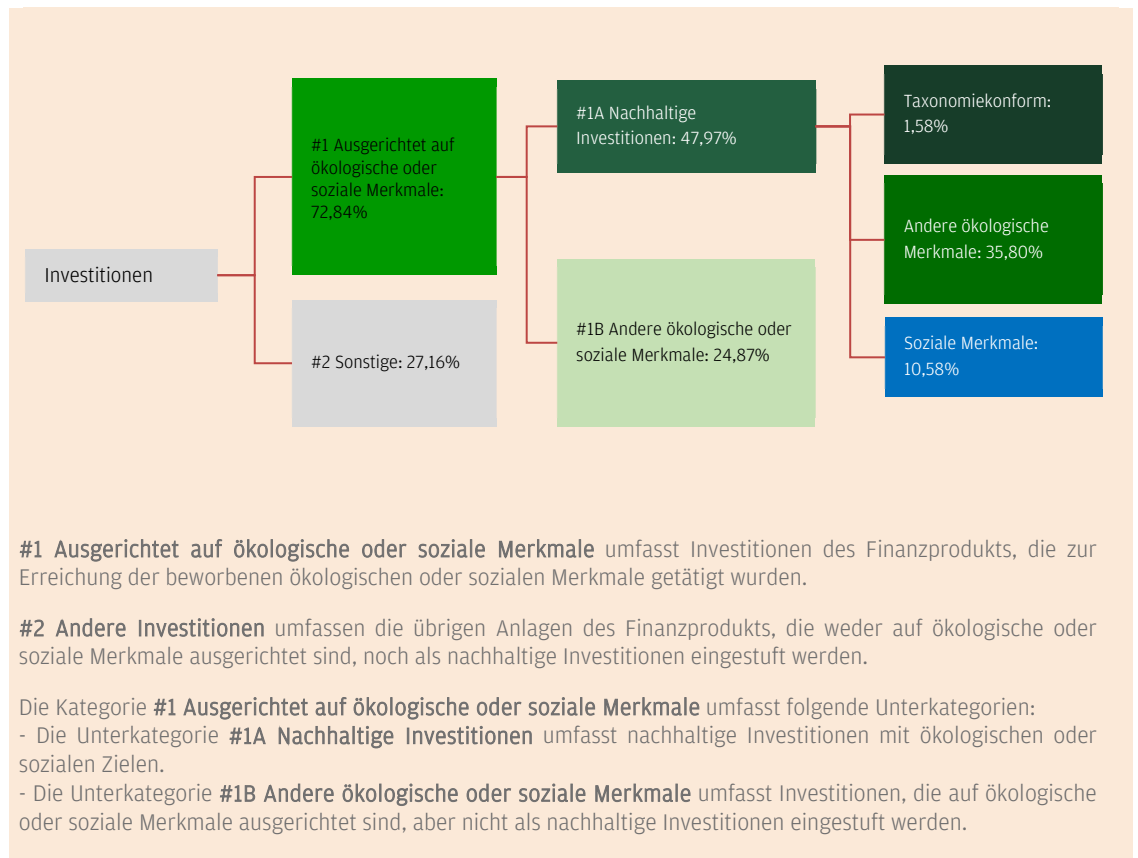 Investitionen
#1 Ausgerichtet auf
ökologische oder
soziale Merkmale:
72,84%
#2 Sonstige: 27,16%
#1A Nachhaltige
Investitionen: 47,97%
#1B Andere ökologische oder
soziale Merkmale: 24,87%
Taxonomiekonform:
1,58%
Andere ökologische
Merkmale: 35,80%
Soziale Merkmale:
10,58%
#1 Ausgerichtet auf ökologische oder soziale Merkmale umfasst Investitionen des Finanzprodukts, die zur
Erreichung der beworbenen ökologischen oder sozialen Merkmale getätigt wurden.
#2 Andere Investitionen umfassen die übrigen Anlagen des Finanzprodukts, die weder auf ökologische oder
soziale Merkmale ausgerichtet sind, noch als nachhaltige Investitionen eingestuft werden.
Die Kategorie #1 Ausgerichtet auf ökologische oder soziale Merkmale umfasst folgende Unterkategorien:
- Die Unterkategorie #1A Nachhaltige Investitionen umfasst nachhaltige Investitionen mit ökologischen oder
sozialen Zielen.
- Die Unterkategorie #1B Andere ökologische oder soziale Merkmale umfasst Investitionen, die auf ökologische
oder soziale Merkmale ausgerichtet sind, aber nicht als nachhaltige Investitionen eingestuft werden.